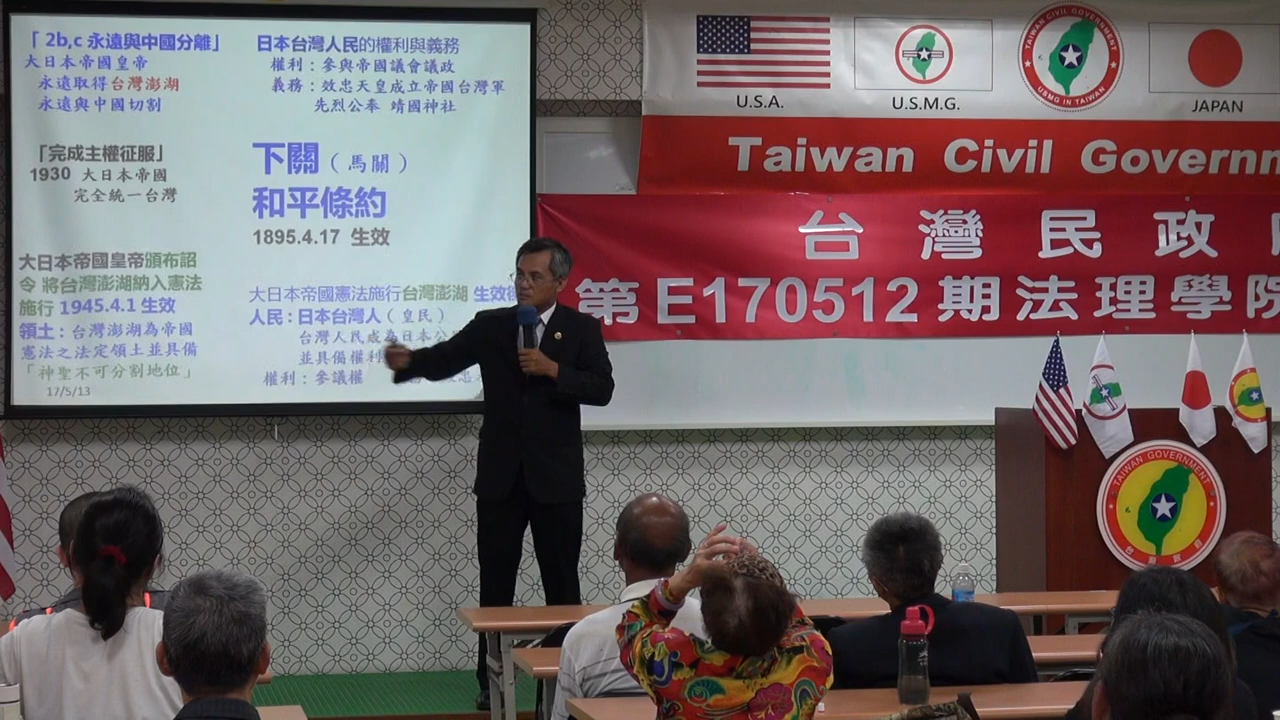 「 2b,c 永遠與中國分離」
大日本帝國皇帝
永遠取得台灣澎湖
永遠與中國切割
日本台灣人民的權利與義務
權利：參與帝國議會議政
義務：效忠天皇成立帝國台灣軍
先烈公奉 靖國神社
「完成主權征服」
1930 大日本帝國
完全統一台灣
下關（馬關）
和平條約
1895.4.17 生效
大日本帝國皇帝頒布詔
令 將台灣澎湖納入憲法
施行 1945.4.1 生效
領土：台灣澎湖為帝國
憲法之法定領土並具備
「神聖不可分割地位」
17/5/13
大日本帝國憲法施行台灣澎湖 生效
人民：日本台灣人（皇民）
台灣人民成為日本公
並具備權利
權利：參議權
U.S.A.
U.S.M.G.
TAIWAN CIVIL GOVERNMENT
USMG IN TAIWAN
JAPAN
Taiwan Civil Governm
台灣民政
第E170512期法理學院
TAIWAN GOVERNMENT
台灣政府